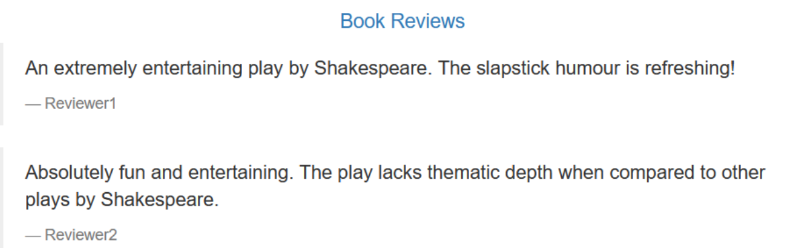 Book Reviews
An extremely entertaining play by Shakespeare. The slapstick humour is refreshing!
— Reviewer1
Absolutely fun and entertaining. The play lacks thematic depth when compared to other
plays by Shakespeare.
— Reviewer2